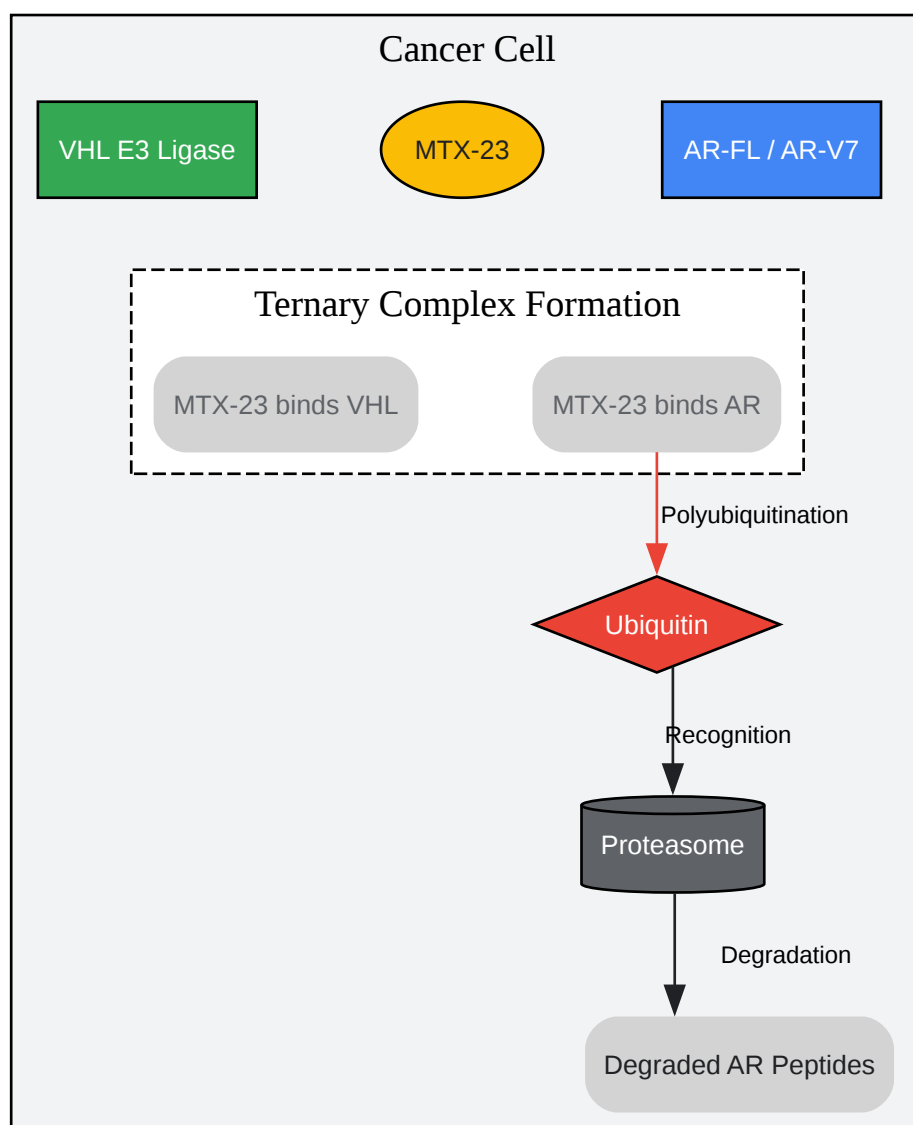 Cancer Cell
VHL E3 Ligase
MTX-23
AR-FL / AR-V7
Ternary Complex Formation
MTX-23 binds VHL
MTX-23 binds AR
Polyubiquitination
Ubiquitin
Recognition
Proteasome
Degradation
Degraded AR Peptides